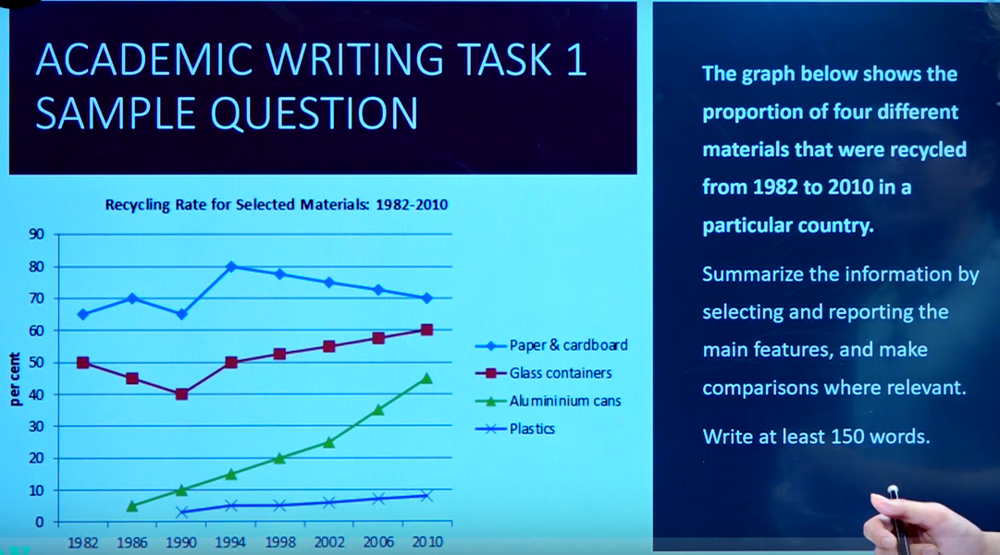 ACADEMIC WRITING TASK 1
SAMPLE QUESTION
The graph below shows the
proportion of four different
materials that were recycled
from 1982 to 2010 in a
particular country.
Summarize the information by
selecting and reporting the
main features, and make
comparisons where relevant.
Write at least 150 words.
Recycling Rate for Selected Materials: 1982-2010
per cent
90
80
70
60
50
40
30
20
10
0
1982 1986 1990 1994 1998 2002 2006 2010
Paper & cardboard
Glass containers
Alumininium cans
Plastics